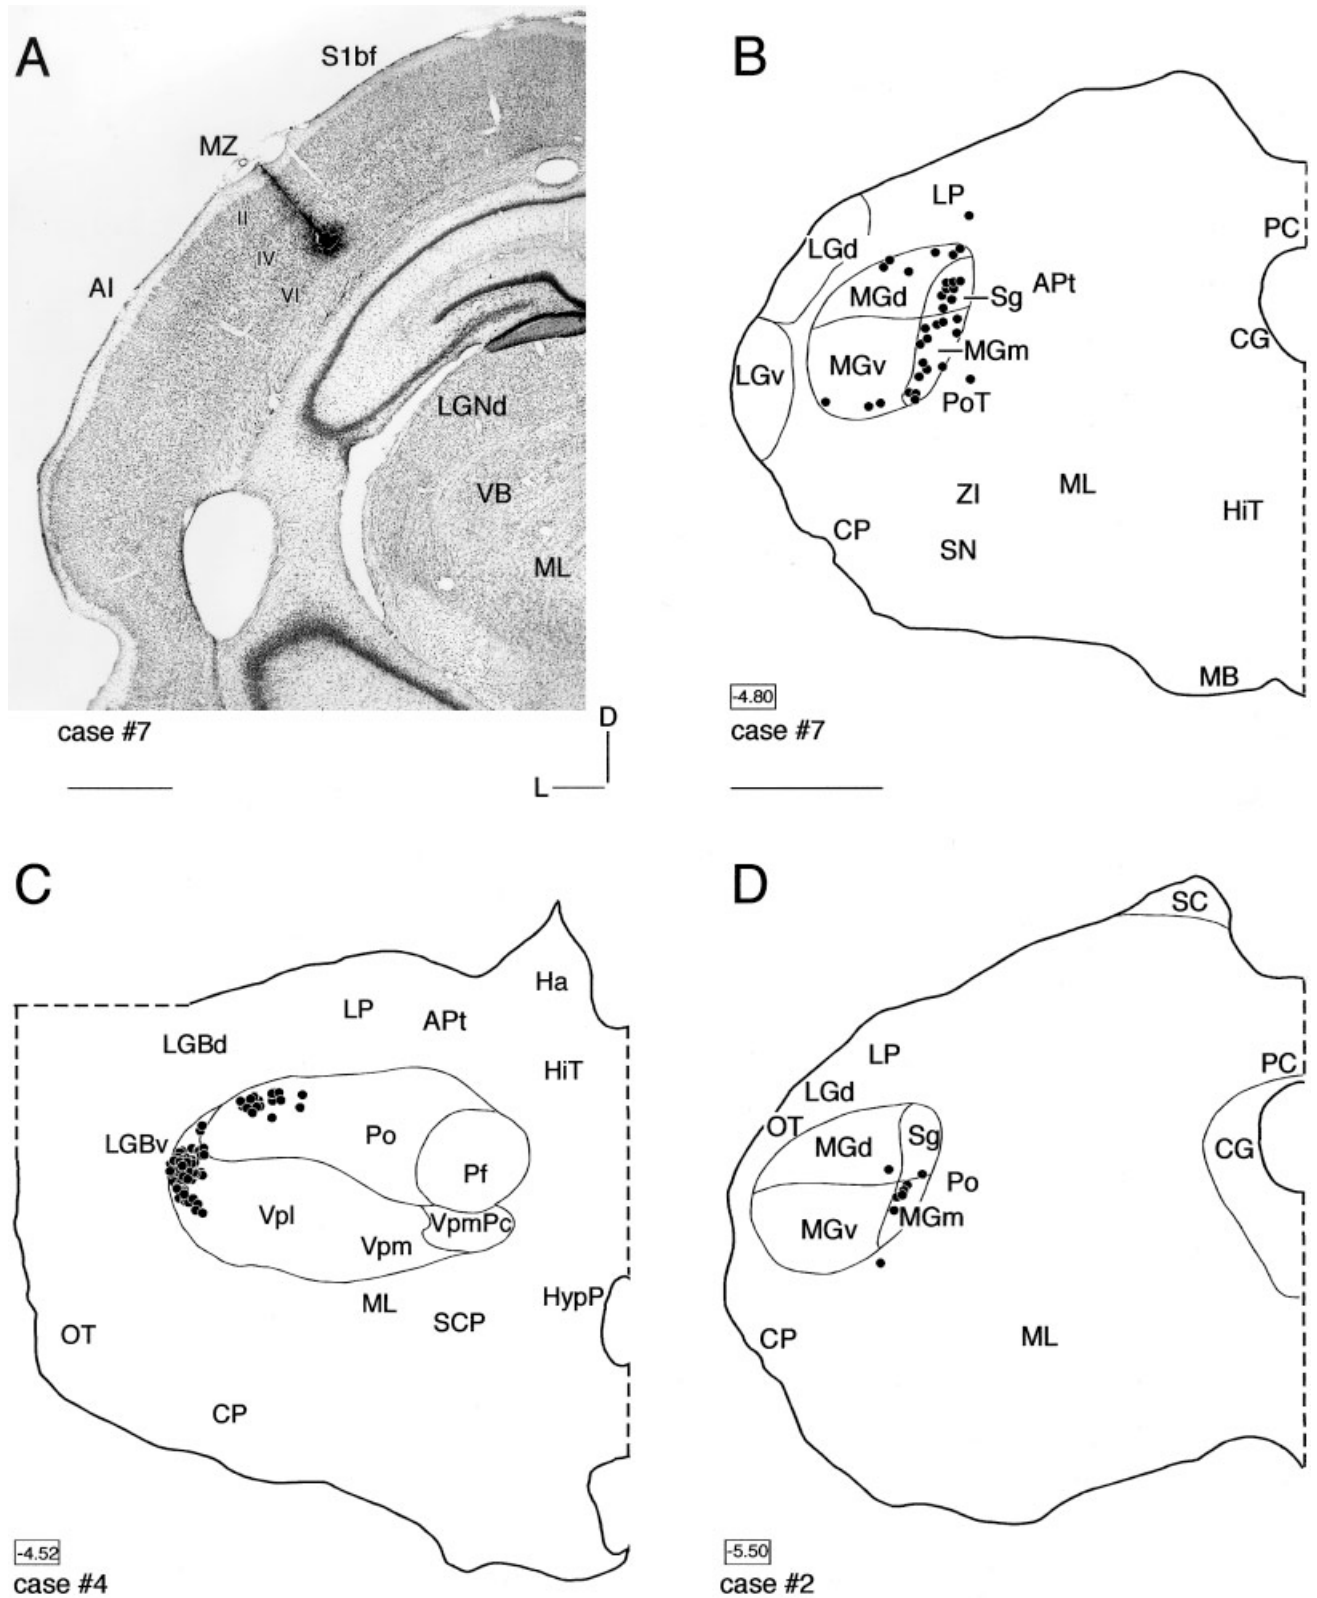 A
S1bf
MZ
II
IV
AI
VI
LGNd
VB
ML
case #7
D
L
B
LP
PC
LGd
APt
MGd
Sg
CG
MGv
MGm
LGv
PoT
ZI
ML
HiT
CP
SN
MB
-4.80
case #7
C
Ha
LP
APt
LGBd
HiT
LGBv
Po
Pf
Vpl
VpmPc
Vpm
ML
HypP
SCP
OT
CP
-4.52
case #4
D
SC
LP
PC
LGd
OT
MGd
Sg
CG
Po
MGv
MGm
CP
ML
-5.50
case #2